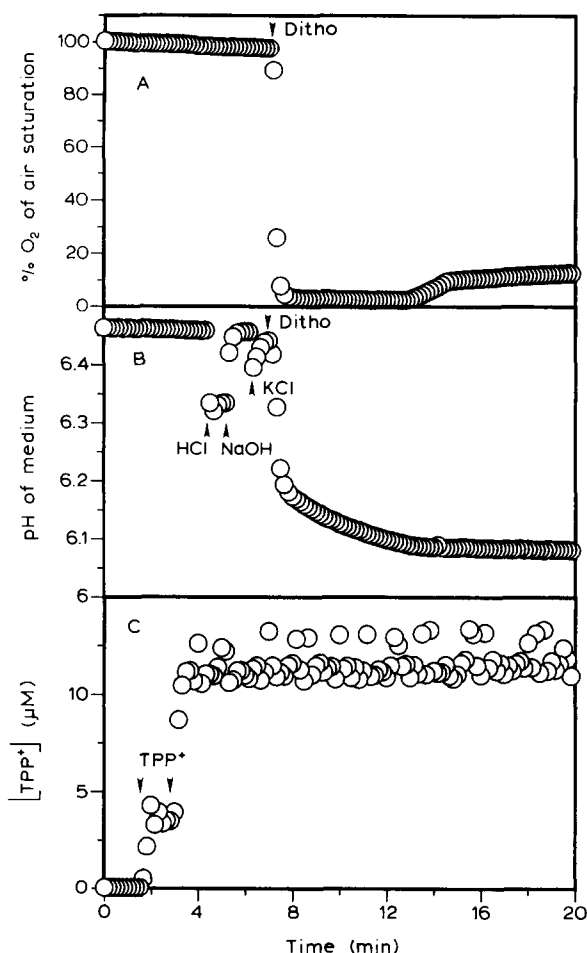 Ditho
100
80
60
40
20
0
A
% O₂ of air saturation
Ditho
6.4
6.3
6.2
6.1
6
B
KCl
HCl NaOH
pH of medium
C
10
5
0
TPP⁺
[TPP⁺] (μM)
0 4 8 12 16 20
Time (min)